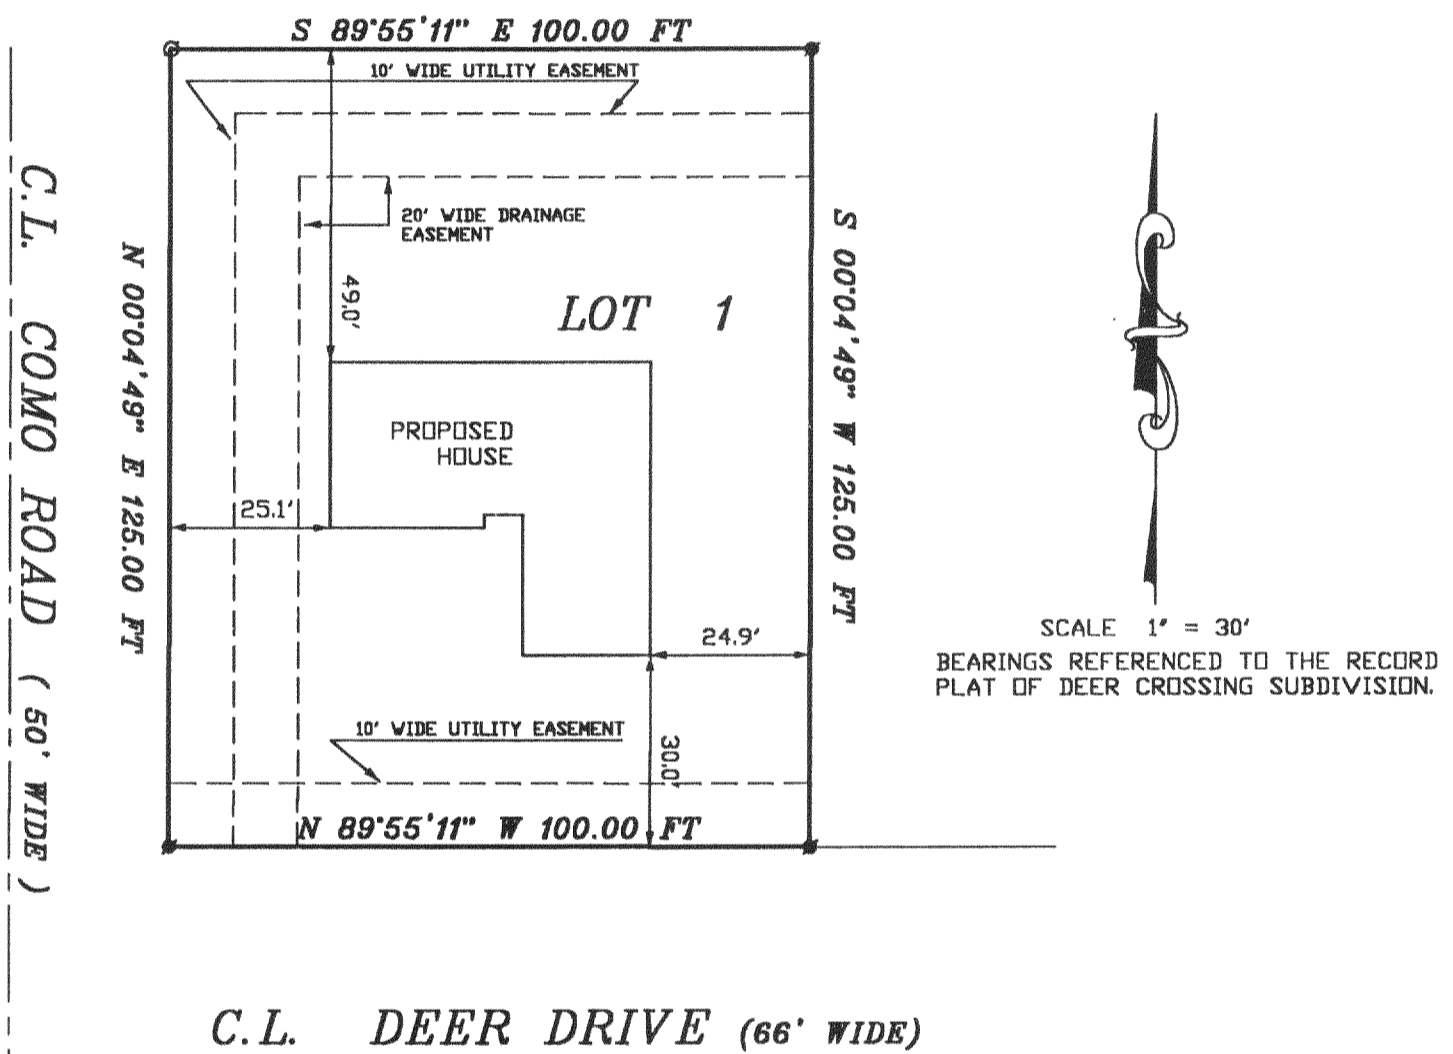 S 89°55'11" E 100.00 FT
10' WIDE UTILITY EASEMENT
20' WIDE DRAINAGE
EASEMENT
49.0'
LOT 1
C.L. COMO ROAD ( 50' WIDE )
N 00°04'49" E 125.00 FT
S 00°04'49" W 125.00 FT
PROPOSED
HOUSE
25.1'
24.9'
SCALE 1" = 30'
BEARINGS REFERENCED TO THE RECORD
PLAT OF DEER CROSSING SUBDIVISION.
10' WIDE UTILITY EASEMENT
30.0'
N 89°55'11" W 100.00 FT
C.L. DEER DRIVE (66' WIDE)